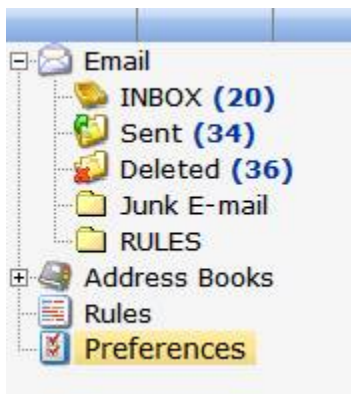 Email
INBOX (20)
Sent (34)
Deleted (36)
Junk E-mail
RULES
Address Books
Rules
Preferences